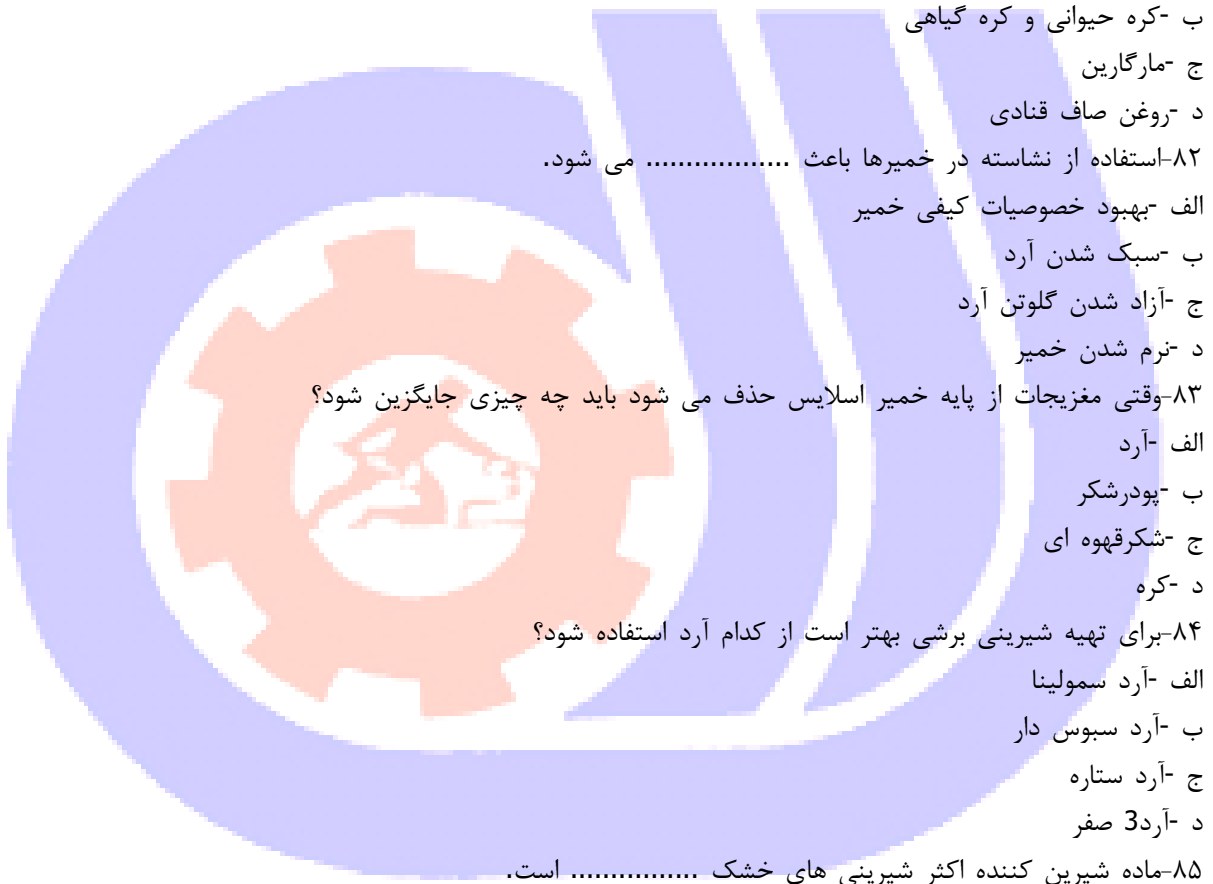 ب -کره حیوانی و کره گیاهی
ج -مارگارین
د -روغن صاف قنادی
۸۲-استفاده از نشاسته در خمیرها باعث .................. می شود.
الف -بهبود خصوصیات کیفی خمیر
ب -سبک شدن آرد
ج -آزاد شدن گلوتن آرد
د -نرم شدن خمیر
۸۳-وقتی مغزیجات از پایه خمیر اسلایس حذف می شود باید چه چیزی جایگزین شود؟
الف -آرد
ب -پودرشکر
ج -شکرقهوه ای
د -کره
۸۴-برای تهیه شیرینی برشی بهتر است از کدام آرد استفاده شود؟
الف -آرد سمولینا
ب -آرد سبوس دار
ج -آرد ستاره
د -آرد3 صفر
۸۵-ماده شیرین کننده اکثر شیرینی های خشک ................ است.